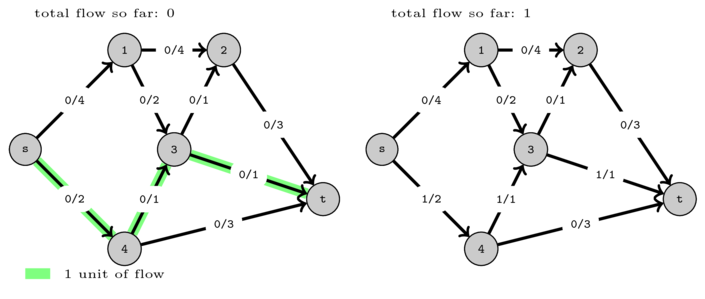 total flow so far: 0
total flow so far: 1
1 0/4 2
0/4 0/2 0/1
0/3
s 3
0/2 0/1 0/1
t
4 0/3
1 0/4 2
0/4 0/2 0/1
0/3
s 3
1/2 1/1 1/1
t
4 0/3
1 unit of flow